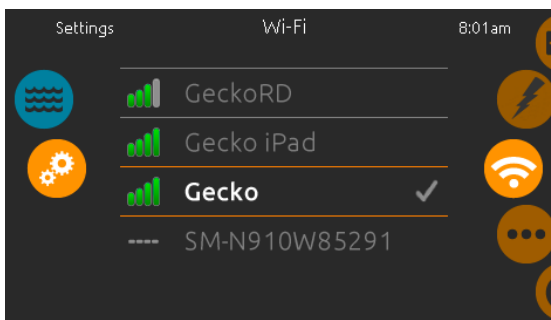 Settings
Wi-Fi
8:01am
GeckoRD
Gecko iPad
Gecko
SM-N910W85291